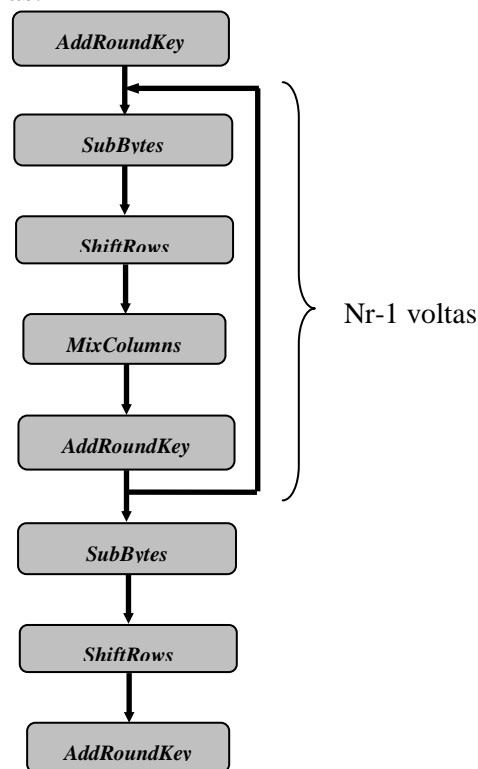 AddRoundKey
SubBytes
ShiftRows
MixColumns
AddRoundKey
Nr-1 voltas
SubBytes
ShiftRows
AddRoundKey